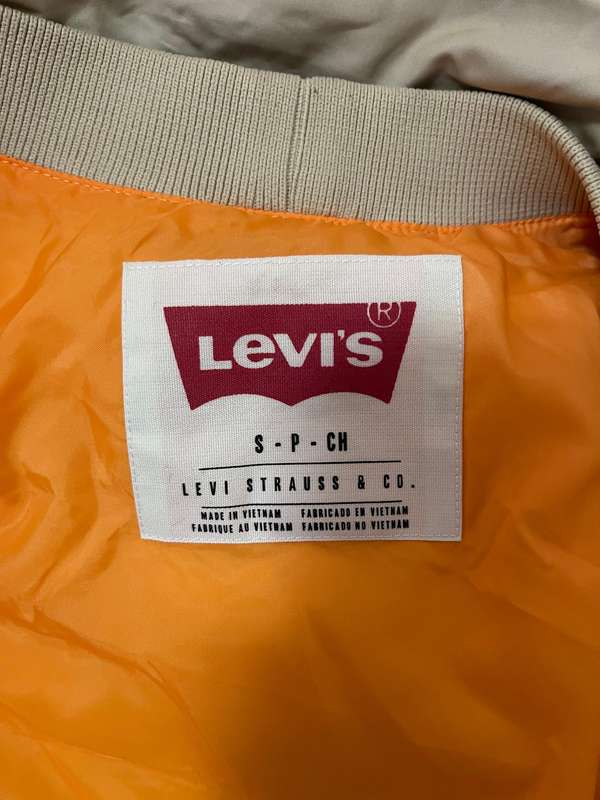 LEVI'S®
S - P - CH
LEVI STRAUSS & CO.
MADE IN VIETNAM FABRICADO EN VIETNAM
FABRIQUE AU VIETNAM FABRICADO NO VIETNAM